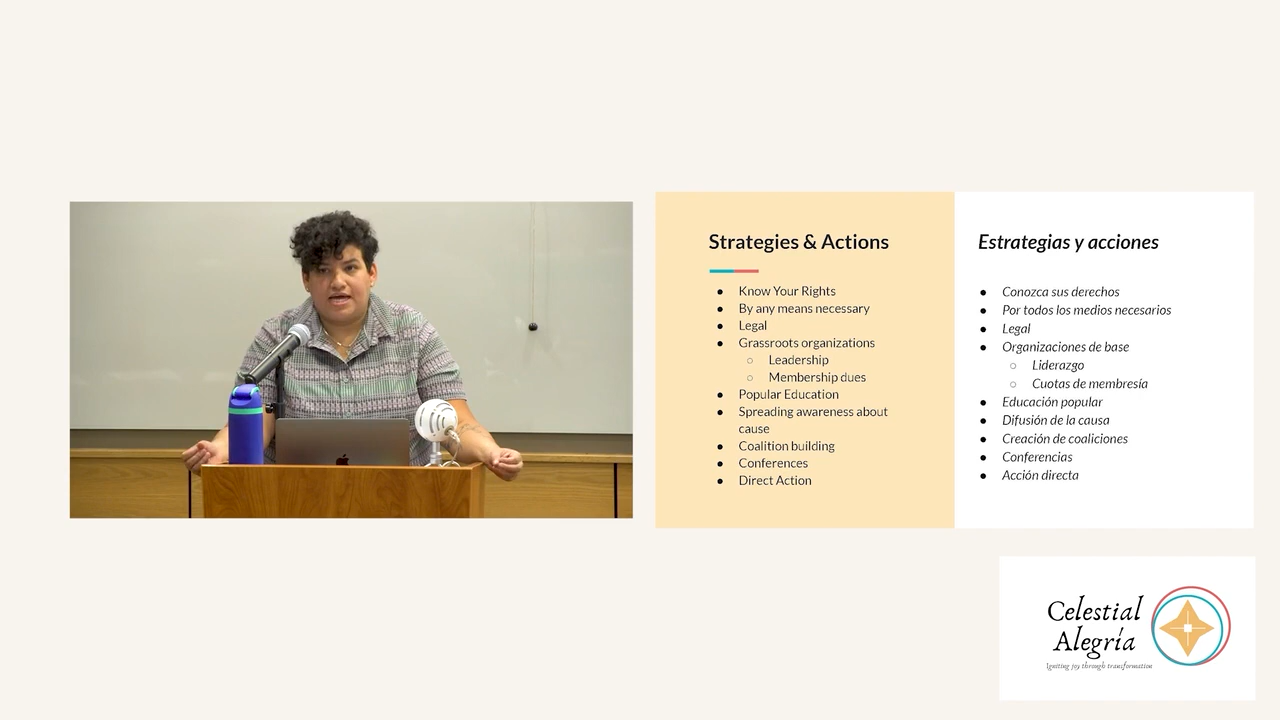 Strategies & Actions
● Know Your Rights
● By any means necessary
● Legal
● Grassroots organizations
○ Leadership
○ Membership dues
● Popular Education
● Spreading awareness about
cause
● Coalition building
● Conferences
● Direct Action
Estrategias y acciones
● Conozca sus derechos
● Por todos los medios necesarios
● Legal
● Organizaciones de base
○ Liderazgo
○ Cuotas de membresía
● Educación popular
● Difusión de la causa
● Creación de coaliciones
● Conferencias
● Acción directa
Celestial
Alegría
Igniting joy through transformation